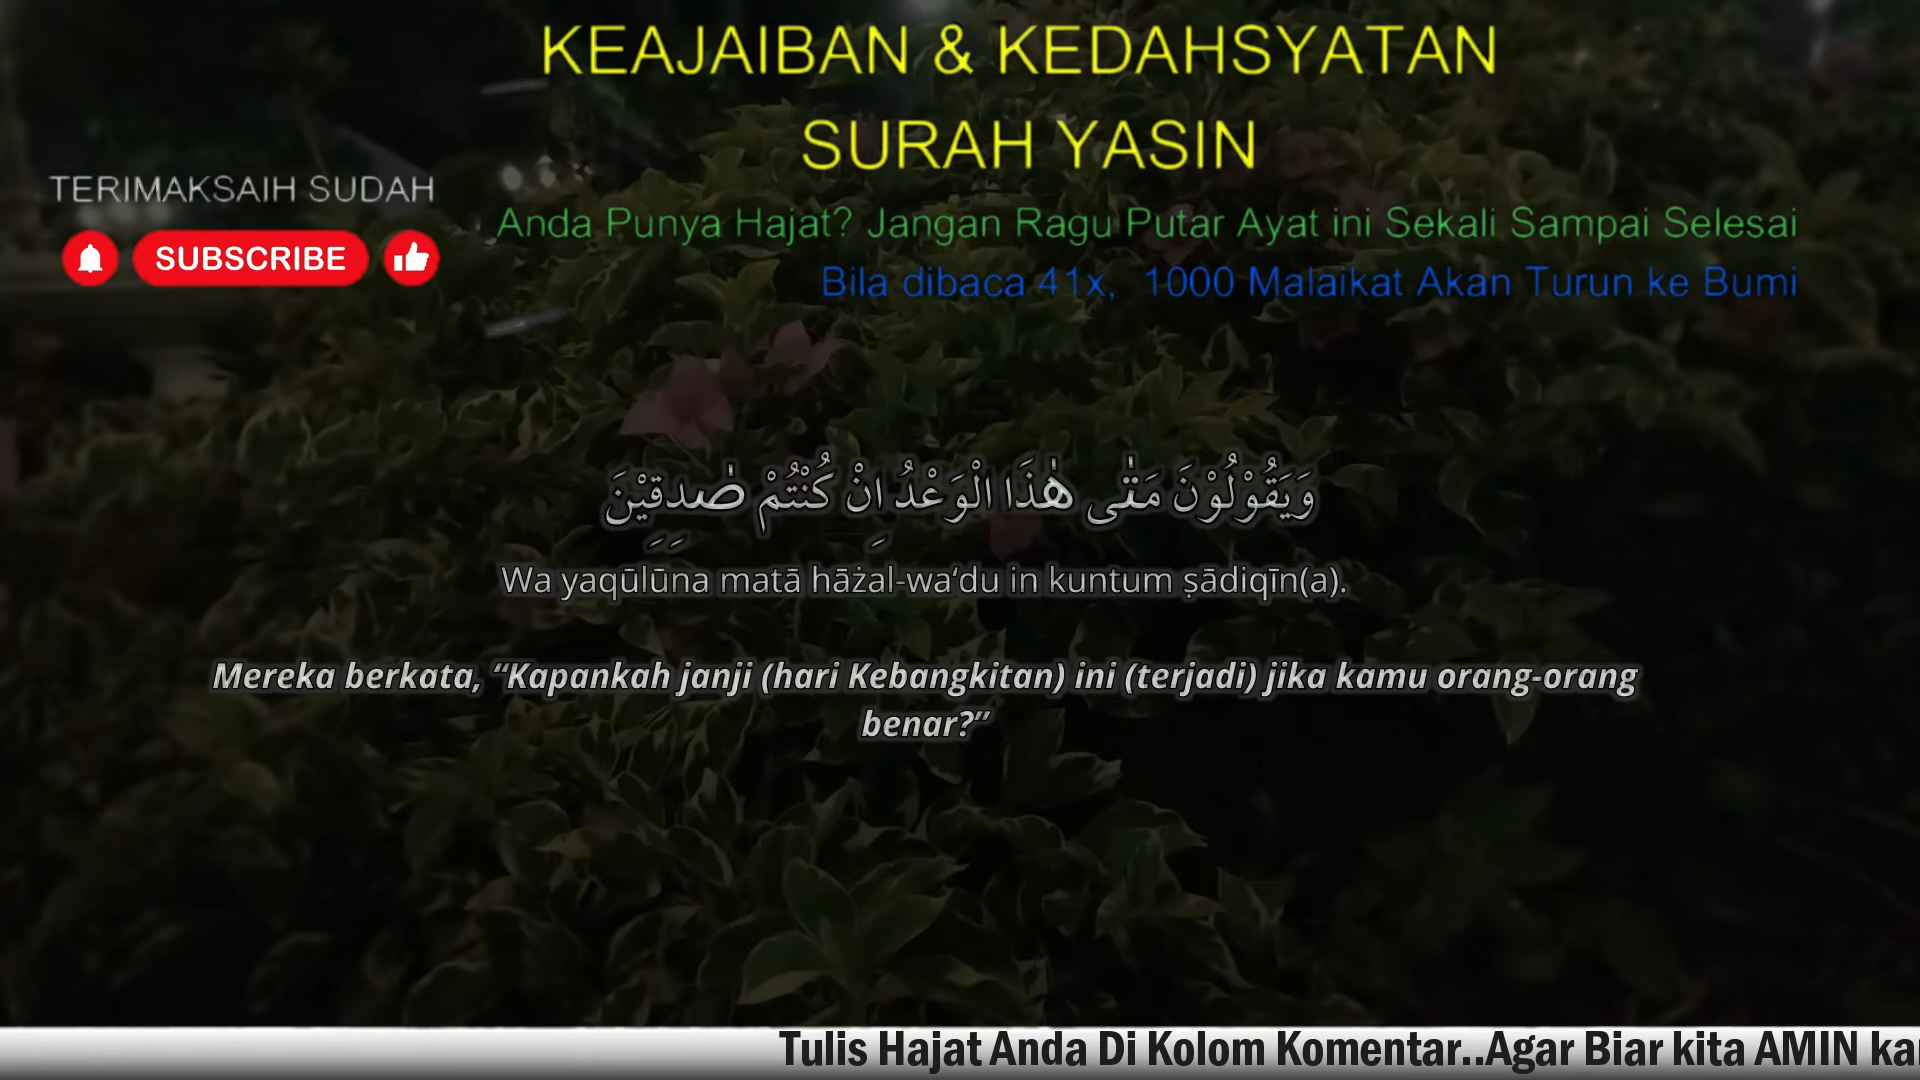 KEAJAIBAN & KEDAHSYATAN
SURAH YASIN
TERIMAKSAIH SUDAH
SUBSCRIBE
Anda Punya Hajat? Jangan Ragu Putar Ayat ini Sekali Sampai Selesai
Bila dibaca 41x, 1000 Malaikat Akan Turun ke Bumi
وَيَقُوْلُوْنَ مَتٰى هٰذَا الْوَعْدُ اِنْ كُنْتُمْ صٰدِقِيْنَ
Wa yaqūlūna matā hāżal-wa‘du in kuntum ṣādiqīn(a).
Mereka berkata, “Kapankah janji (hari Kebangkitan) ini (terjadi) jika kamu orang-orang
benar?”
Tulis Hajat Anda Di Kolom Komentar..Agar Biar kita AMIN